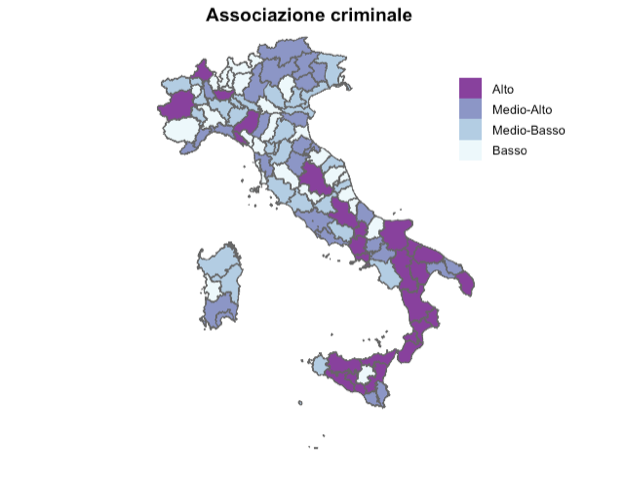 Associazione criminale
Alto
Medio-Alto
Medio-Basso
Basso